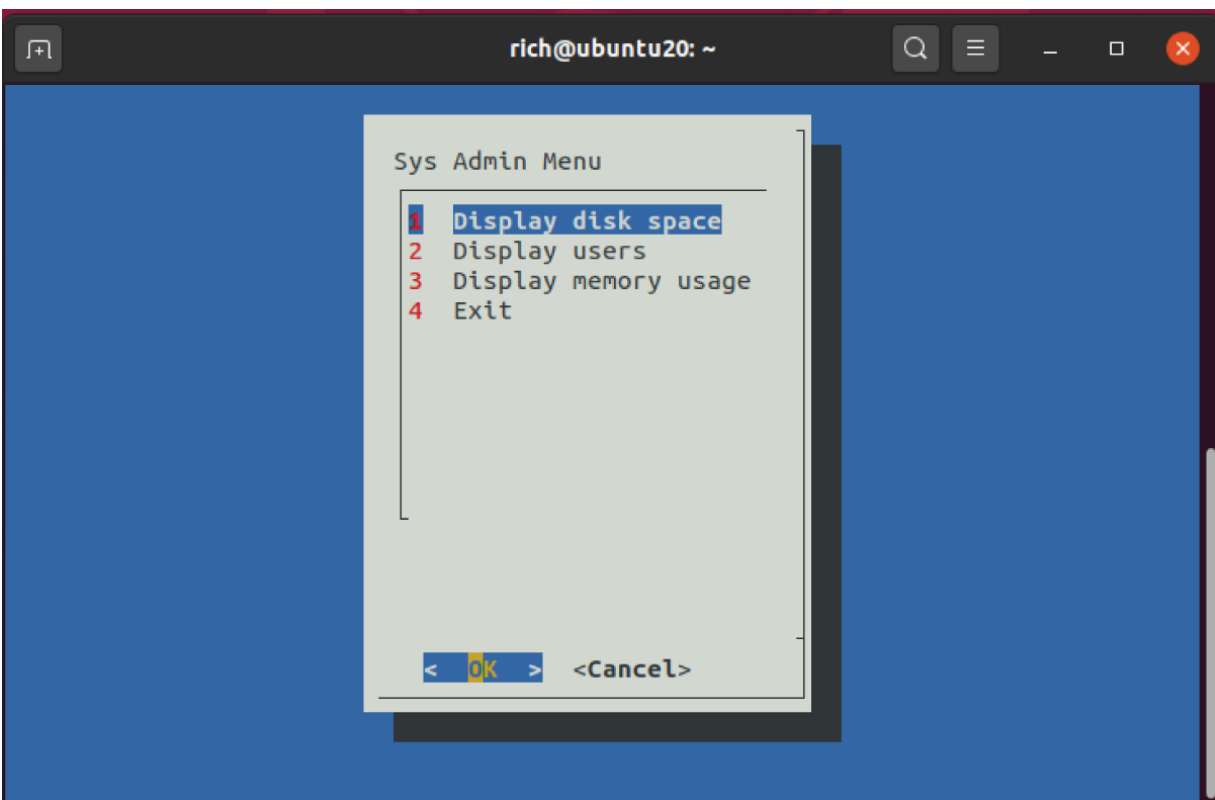 rich@ubuntu20: ~
Sys Admin Menu
1 Display disk space
2 Display users
3 Display memory usage
4 Exit
< OK > <Cancel>